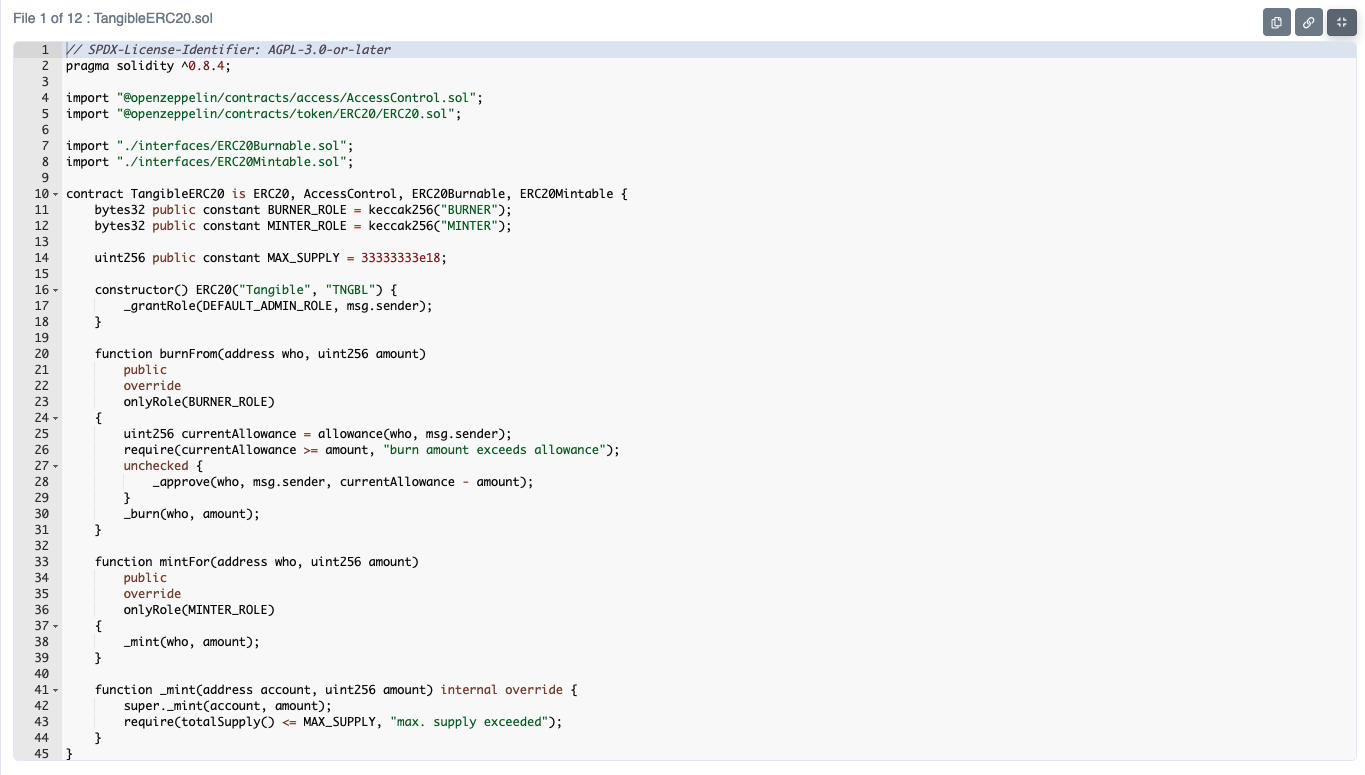 File 1 of 12 : TangibleERC20.sol
1 // SPDX-License-Identifier: AGPL-3.0-or-later
2 pragma solidity ^0.8.4;
3
4 import "@openzeppelin/contracts/access/AccessControl.sol";
5 import "@openzeppelin/contracts/token/ERC20/ERC20.sol";
6
7 import "./interfaces/ERC20Burnable.sol";
8 import "./interfaces/ERC20Mintable.sol";
9
10 contract TangibleERC20 is ERC20, AccessControl, ERC20Burnable, ERC20Mintable {
11     bytes32 public constant BURNER_ROLE = keccak256("BURNER");
12     bytes32 public constant MINTER_ROLE = keccak256("MINTER");
13
14     uint256 public constant MAX_SUPPLY = 33333333e18;
15
16     constructor() ERC20("Tangible", "TNGBL") {
17         _grantRole(DEFAULT_ADMIN_ROLE, msg.sender);
18     }
19
20     function burnFrom(address who, uint256 amount)
21         public
22         override
23         onlyRole(BURNER_ROLE)
24     {
25         uint256 currentAllowance = allowance(who, msg.sender);
26         require(currentAllowance >= amount, "burn amount exceeds allowance");
27         unchecked {
28             _approve(who, msg.sender, currentAllowance - amount);
29         }
30         _burn(who, amount);
31     }
32
33     function mintFor(address who, uint256 amount)
34         public
35         override
36         onlyRole(MINTER_ROLE)
37     {
38         _mint(who, amount);
39     }
40
41     function _mint(address account, uint256 amount) internal override {
42         super._mint(account, amount);
43         require(totalSupply() <= MAX_SUPPLY, "max. supply exceeded");
44     }
45 }